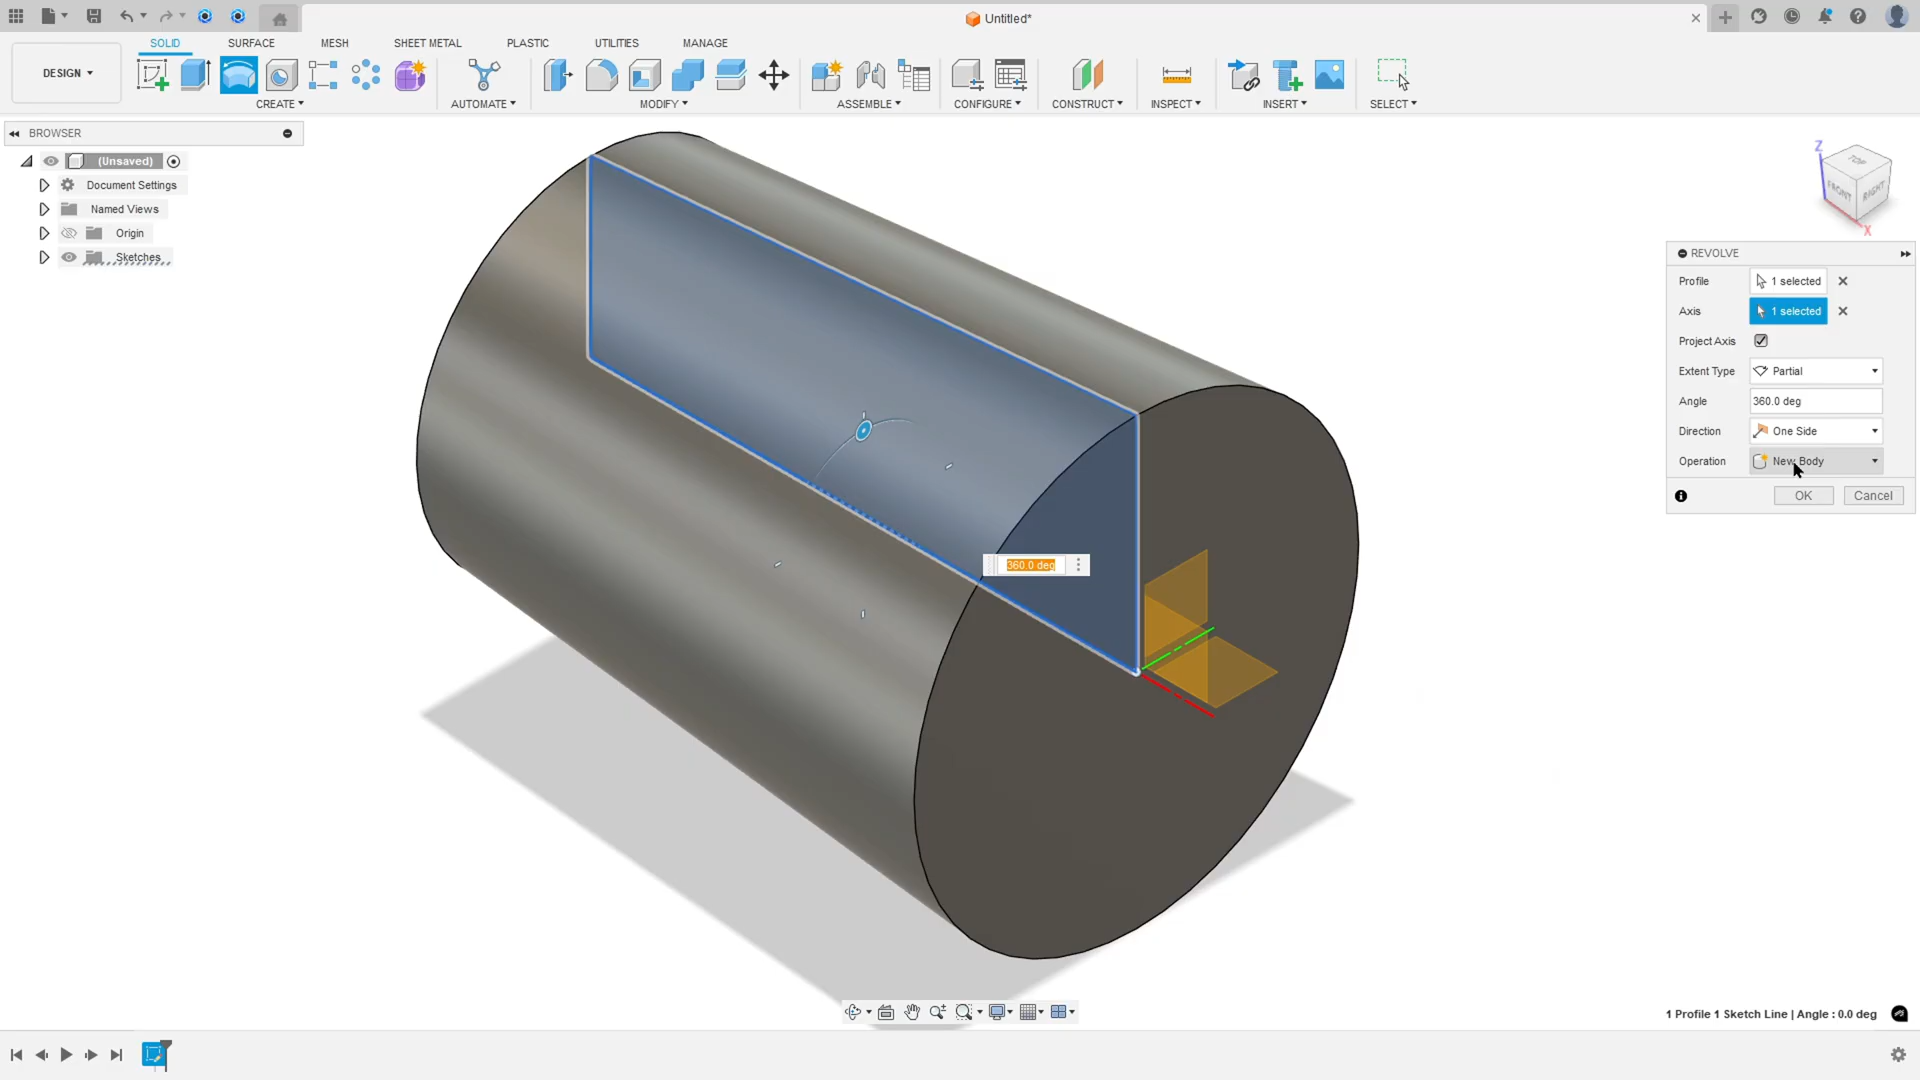 Untitled*
DESIGN
SOLID SURFACE MESH SHEET METAL PLASTIC UTILITIES MANAGE
CREATE AUTOMATE MODIFY ASSEMBLE CONFIGURE CONSTRUCT INSPECT INSERT SELECT
BROWSER
(Unsaved)
Document Settings
Named Views
Origin
Sketches
Z
TOP
FRONT RIGHT
X
REVOLVE
Profile 1 selected
Axis 1 selected
Project Axis
Extent Type Partial
Angle 360.0 deg
Direction One Side
Operation New Body
OK Cancel
360.0 deg
1 Profile 1 Sketch Line | Angle : 0.0 deg